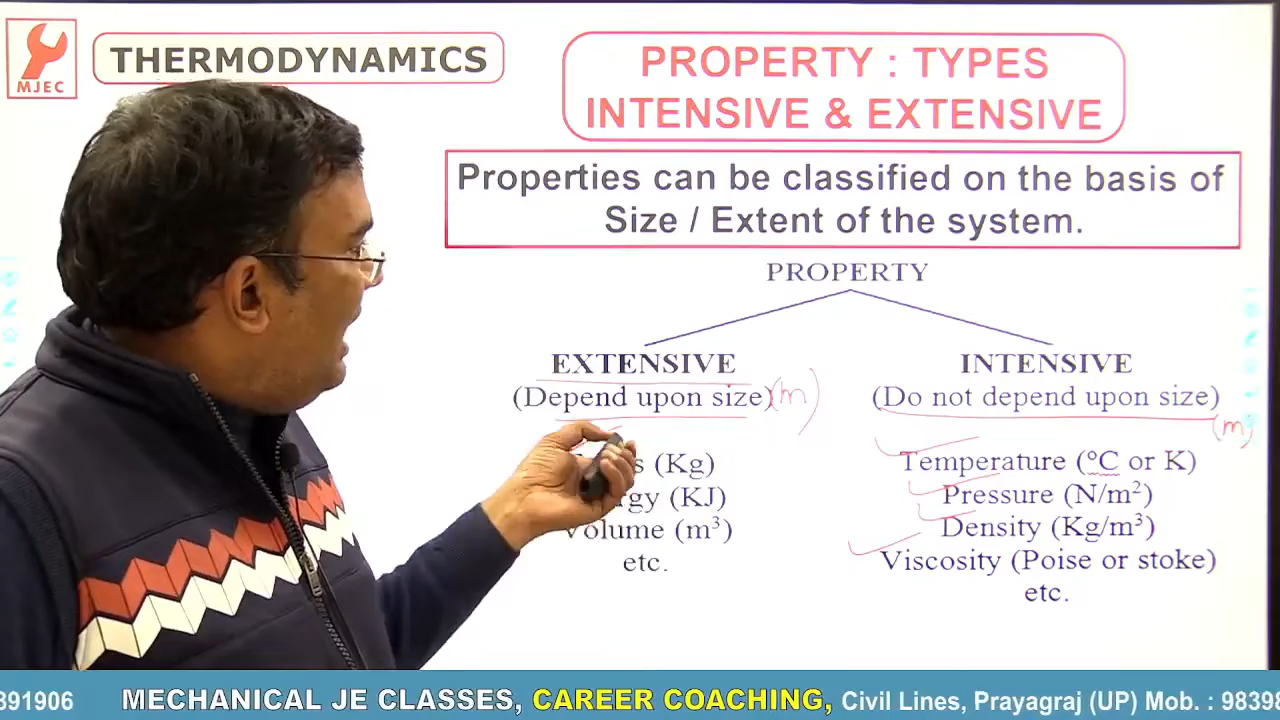 MJEC
THERMODYNAMICS
PROPERTY : TYPES
INTENSIVE & EXTENSIVE
Properties can be classified on the basis of
Size / Extent of the system.
PROPERTY
EXTENSIVE
(Depend upon size)(m)
(Kg)
(KJ)
Volume (m³)
etc.
INTENSIVE
(Do not depend upon size)
(m)
Temperature (°C or K)
Pressure (N/m²)
Density (Kg/m³)
Viscosity (Poise or stoke)
etc.
391906 MECHANICAL JE CLASSES, CAREER COACHING, Civil Lines, Prayagraj (UP) Mob. : 9839